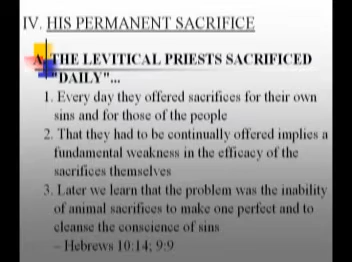 IV. HIS PERMANENT SACRIFICE
A. THE LEVITICAL PRIESTS SACRIFICED
"DAILY"...
1. Every day they offered sacrifices for their own
sins and for those of the people
2. That they had to be continually offered implies a
fundamental weakness in the efficacy of the
sacrifices themselves
3. Later we learn that the problem was the inability
of animal sacrifices to make one perfect and to
cleanse the conscience of sins
– Hebrews 10:14; 9:9